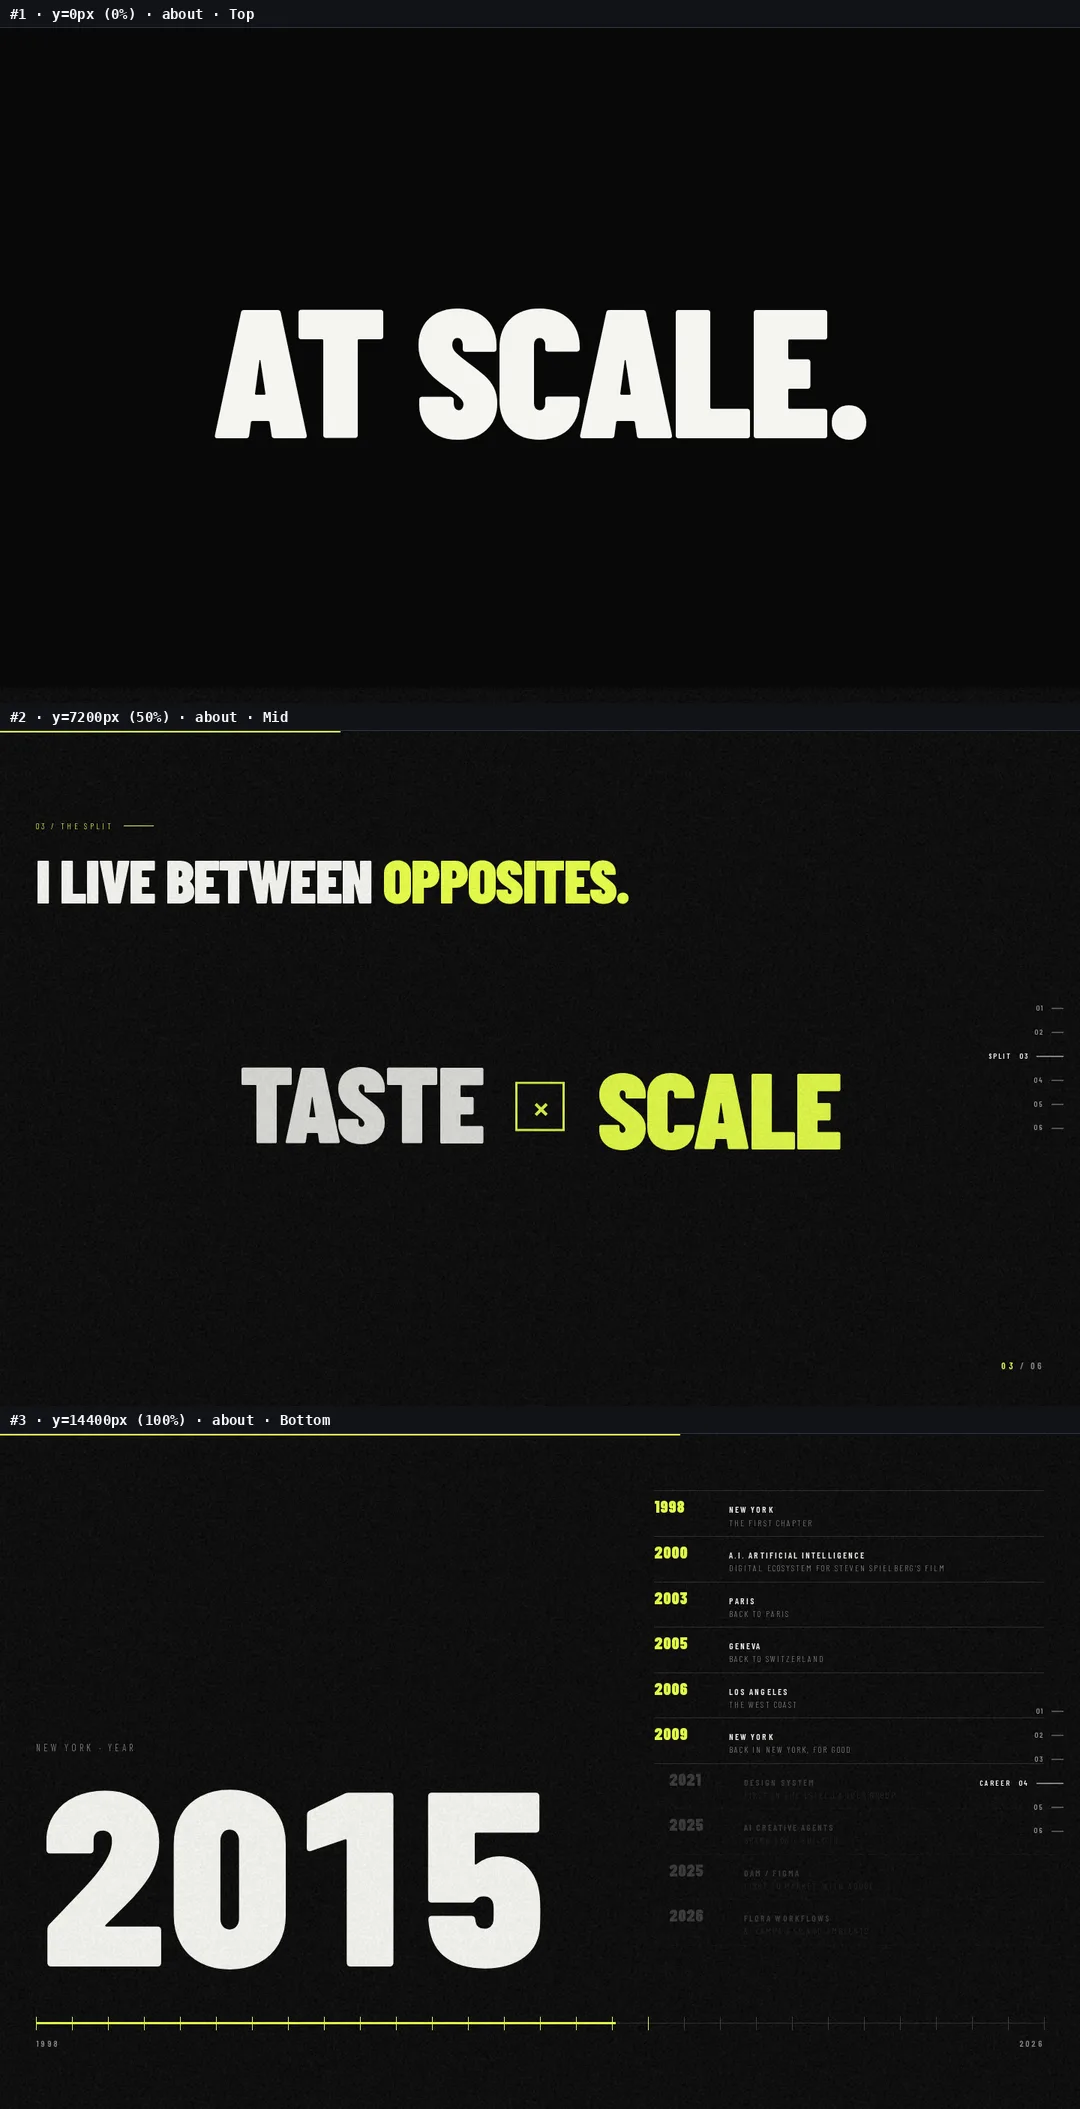 #1 · y=0px (0%) · about · Top
AT SCALE.
#2 · y=7200px (50%) · about · Mid
03 / THE SPLIT
I LIVE BETWEEN OPPOSITES.
01
02
SPLIT 03
04
05
06
TASTE × SCALE
03 / 06
#3 · y=14400px (100%) · about · Bottom
1998 NEW YORK
THE FIRST CHAPTER
2000 A.I. ARTIFICIAL INTELLIGENCE
DIGITAL ECOSYSTEM FOR STEVEN SPIELBERG'S FILM
2003 PARIS
BACK TO PARIS
2005 GENEVA
BACK TO SWITZERLAND
2006 LOS ANGELES
THE WEST COAST
2009 NEW YORK
BACK IN NEW YORK, FOR GOOD
2021 DESIGN SYSTEM
2025 AI CREATIVE AGENTS
2025 DAM / FIGMA
2026 FLORA WORKFLOWS
01
02
03
CAREER 04
05
06
NEW YORK · YEAR
2015
1998
2026